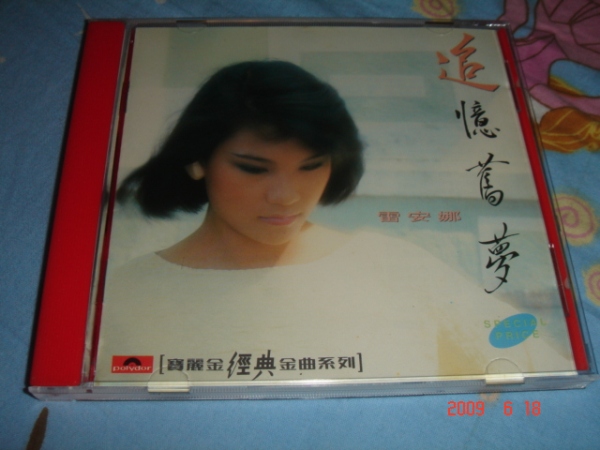 追憶舊夢
雷安娜
SPECIAL
PRICE
polydor
[寶麗金經典金曲系列]
2009 6 18